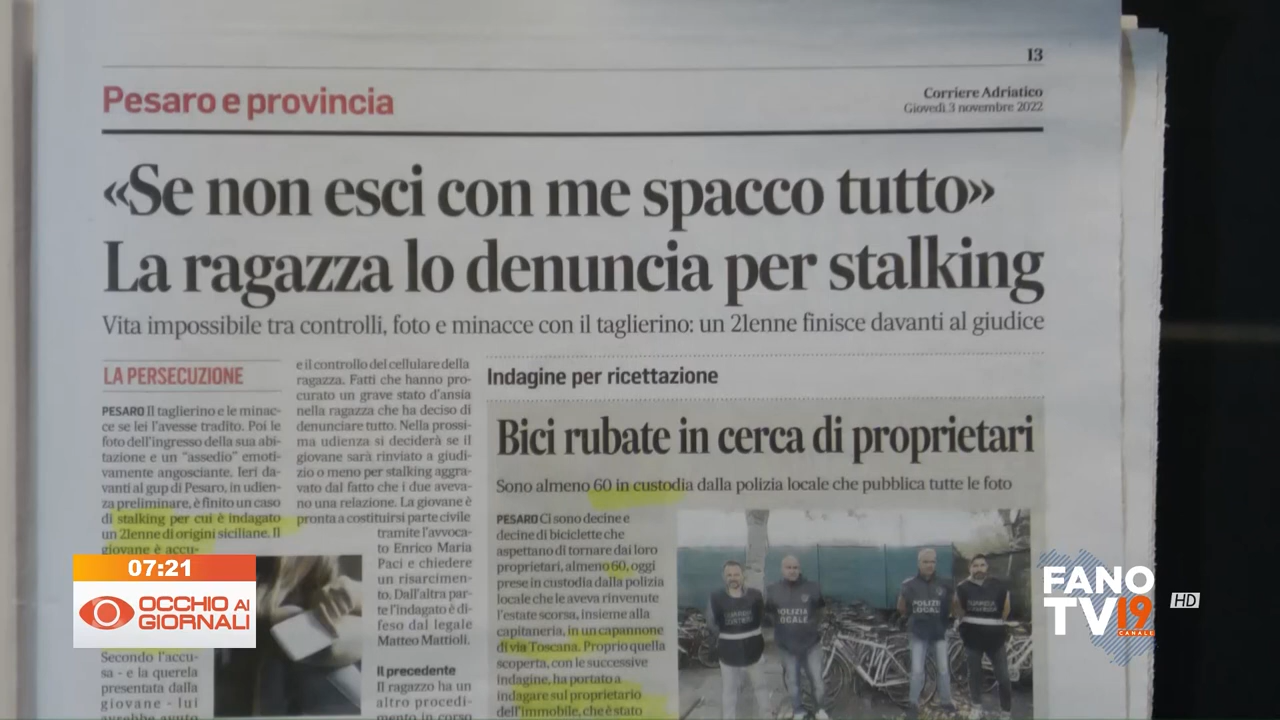 13
Pesaro e provincia
Corriere Adriatico
Giovedì 3 novembre 2022
«Se non esci con me spacco tutto»
La ragazza lo denuncia per stalking
Vita impossibile tra controlli, foto e minacce con il taglierino: un 21enne finisce davanti al giudice
LA PERSECUZIONE
PESARO Il taglierino e le minac-
ce se lei l'avesse tradito. Poi le
foto dell'ingresso della sua abi-
tazione e un "assedio" emoti-
vamente angosciante. Ieri da-
vanti al gup di Pesaro, in udien-
za preliminare, è finito un caso
di stalking per cui è indagato
un 21enne di origini siciliane. Il
giovane è accu-
Secondo l'accu-
sa - e la querela
presentata dalla
giovane - lui
avrebbe avuto
e il controllo del cellulare della
ragazza. Fatti che hanno pro-
curato un grave stato d'ansia
nella ragazza che ha deciso di
denunciare tutto. Nella prossi-
ma udienza si deciderà se il
giovane sarà rinviato a giudi-
zio o meno per stalking aggra-
vato dal fatto che i due aveva-
no una relazione. La giovane è
pronta a costituirsi parte civile
tramite l'avvoca-
to Enrico Maria
Paci e chiedere
un risarcimen-
to. Dall'altra par-
te l'indagato è di-
feso dal legale
Matteo Mattioli.
Il precedente
Il ragazzo ha un
altro procedi-
mento in corso
Indagine per ricettazione
Bici rubate in cerca di proprietari
Sono almeno 60 in custodia dalla polizia locale che pubblica tutte le foto
PESARO Ci sono decine e
decine di biciclette che
aspettano di tornare dai loro
proprietari, almeno 60, oggi
prese in custodia dalla polizia
locale che le aveva rinvenute
l'estate scorsa, insieme alla
capitaneria, in un capannone
di via Toscana. Proprio quella
scoperta, con le successive
indagine, ha portato a
indagare sul proprietario
dell'immobile, che è stato
GUARDIA COSTIERA
POLIZIA LOCALE
POLIZIA LOCALE
GUARDIA COSTIERA
07:21
OCCHIO AI
GIORNALI
FANO
TV19
CANALE
HD